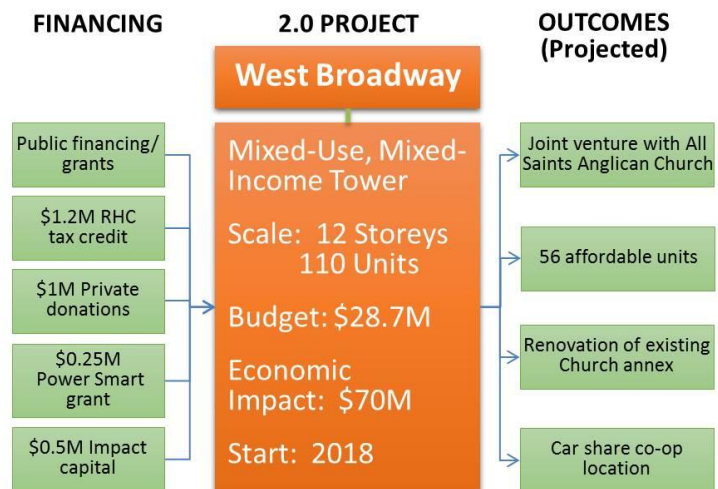 FINANCING
2.0 PROJECT
OUTCOMES
(Projected)
West Broadway
Public financing/
grants
$1.2M RHC
tax credit
$1M Private
donations
$0.25M
Power Smart
grant
$0.5M Impact
capital
Mixed-Use, Mixed-
Income Tower
Scale: 12 Storeys
110 Units
Budget: $28.7M
Economic
Impact: $70M
Start: 2018
Joint venture with All
Saints Anglican Church
56 affordable units
Renovation of existing
Church annex
Car share co-op
location